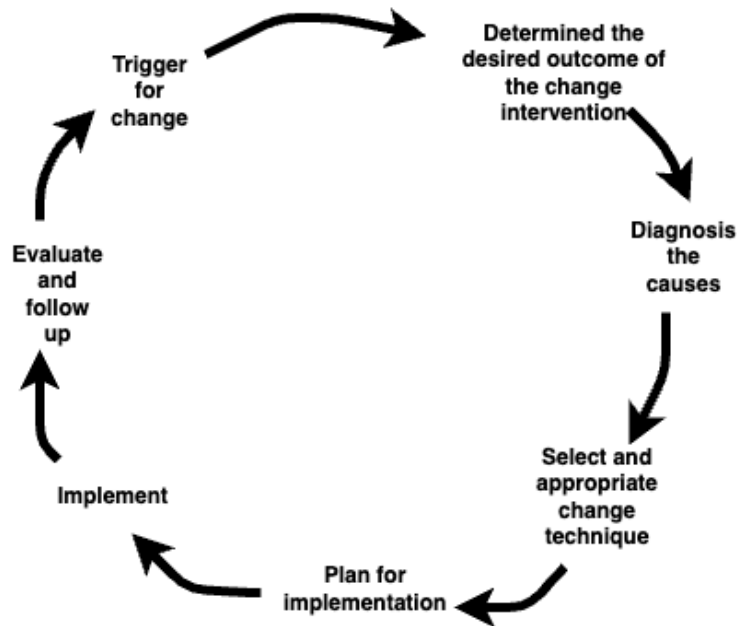 Trigger
for
change
Determined the
desired outcome of
the change
intervention
Diagnosis
the
causes
Select and
appropriate
change
technique
Plan for
implementation
Implement
Evaluate
and
follow
up